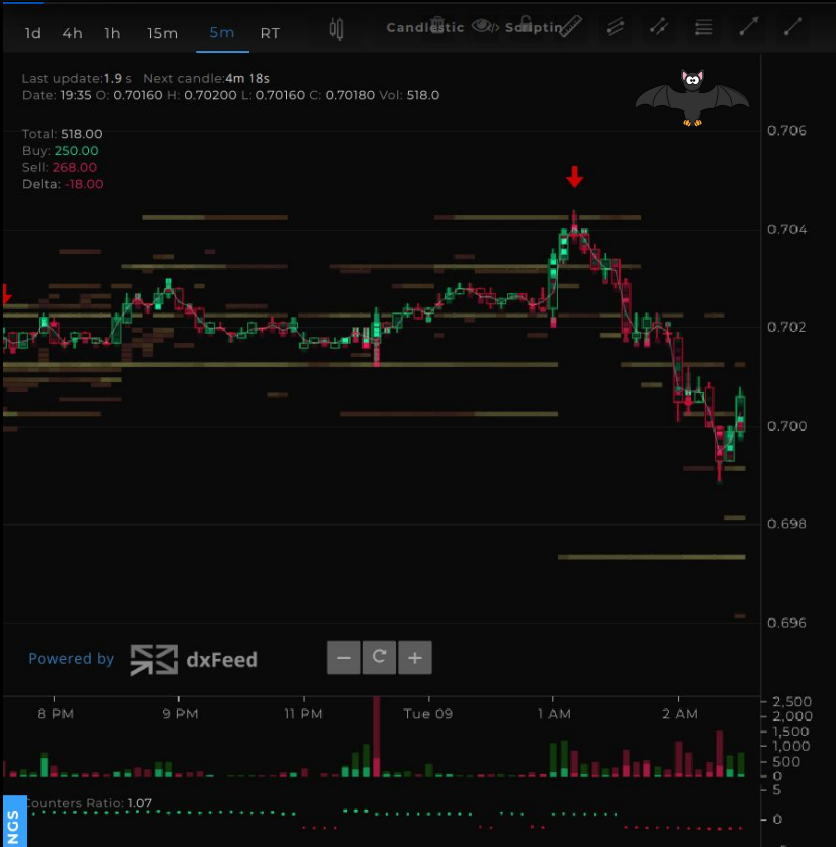 1d 4h 1h 15m 5m RT Candlestic Scriptin
Last update:1.9 s Next candle:4m 18s
Date: 19:35 O: 0.70160 H: 0.70200 L: 0.70160 C: 0.70180 Vol: 518.0
Total: 518.00
Buy: 250.00
Sell: 268.00
Delta: -18.00
0.706
0.704
0.702
0.700
0.698
0.696
Powered by dxFeed
8 PM 9 PM 11 PM Tue 09 1 AM 2 AM
2,500
2,000
1,500
1,000
500
0
5
Counters Ratio: 1.07
0
NGS